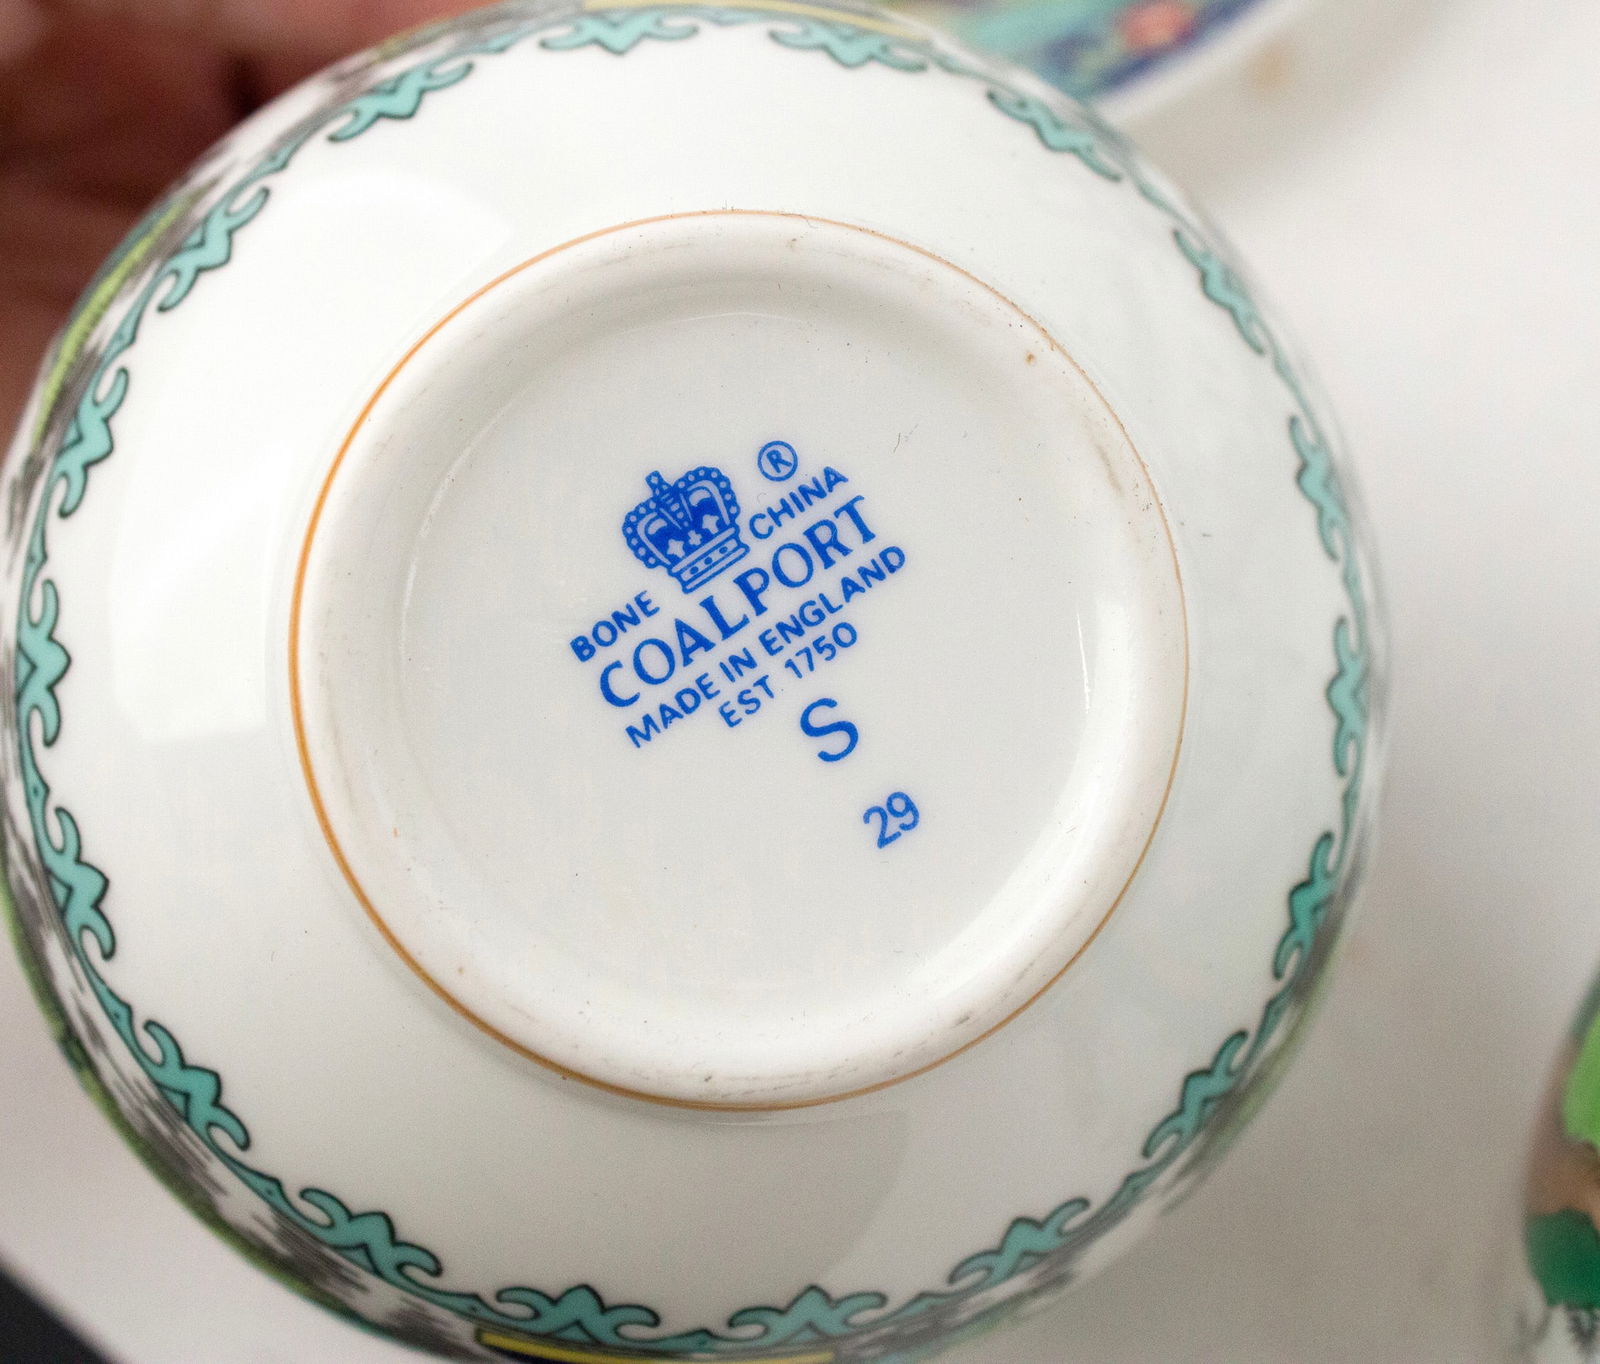 ®
BONE CHINA
COALPORT
MADE IN ENGLAND
EST 1750
S
29